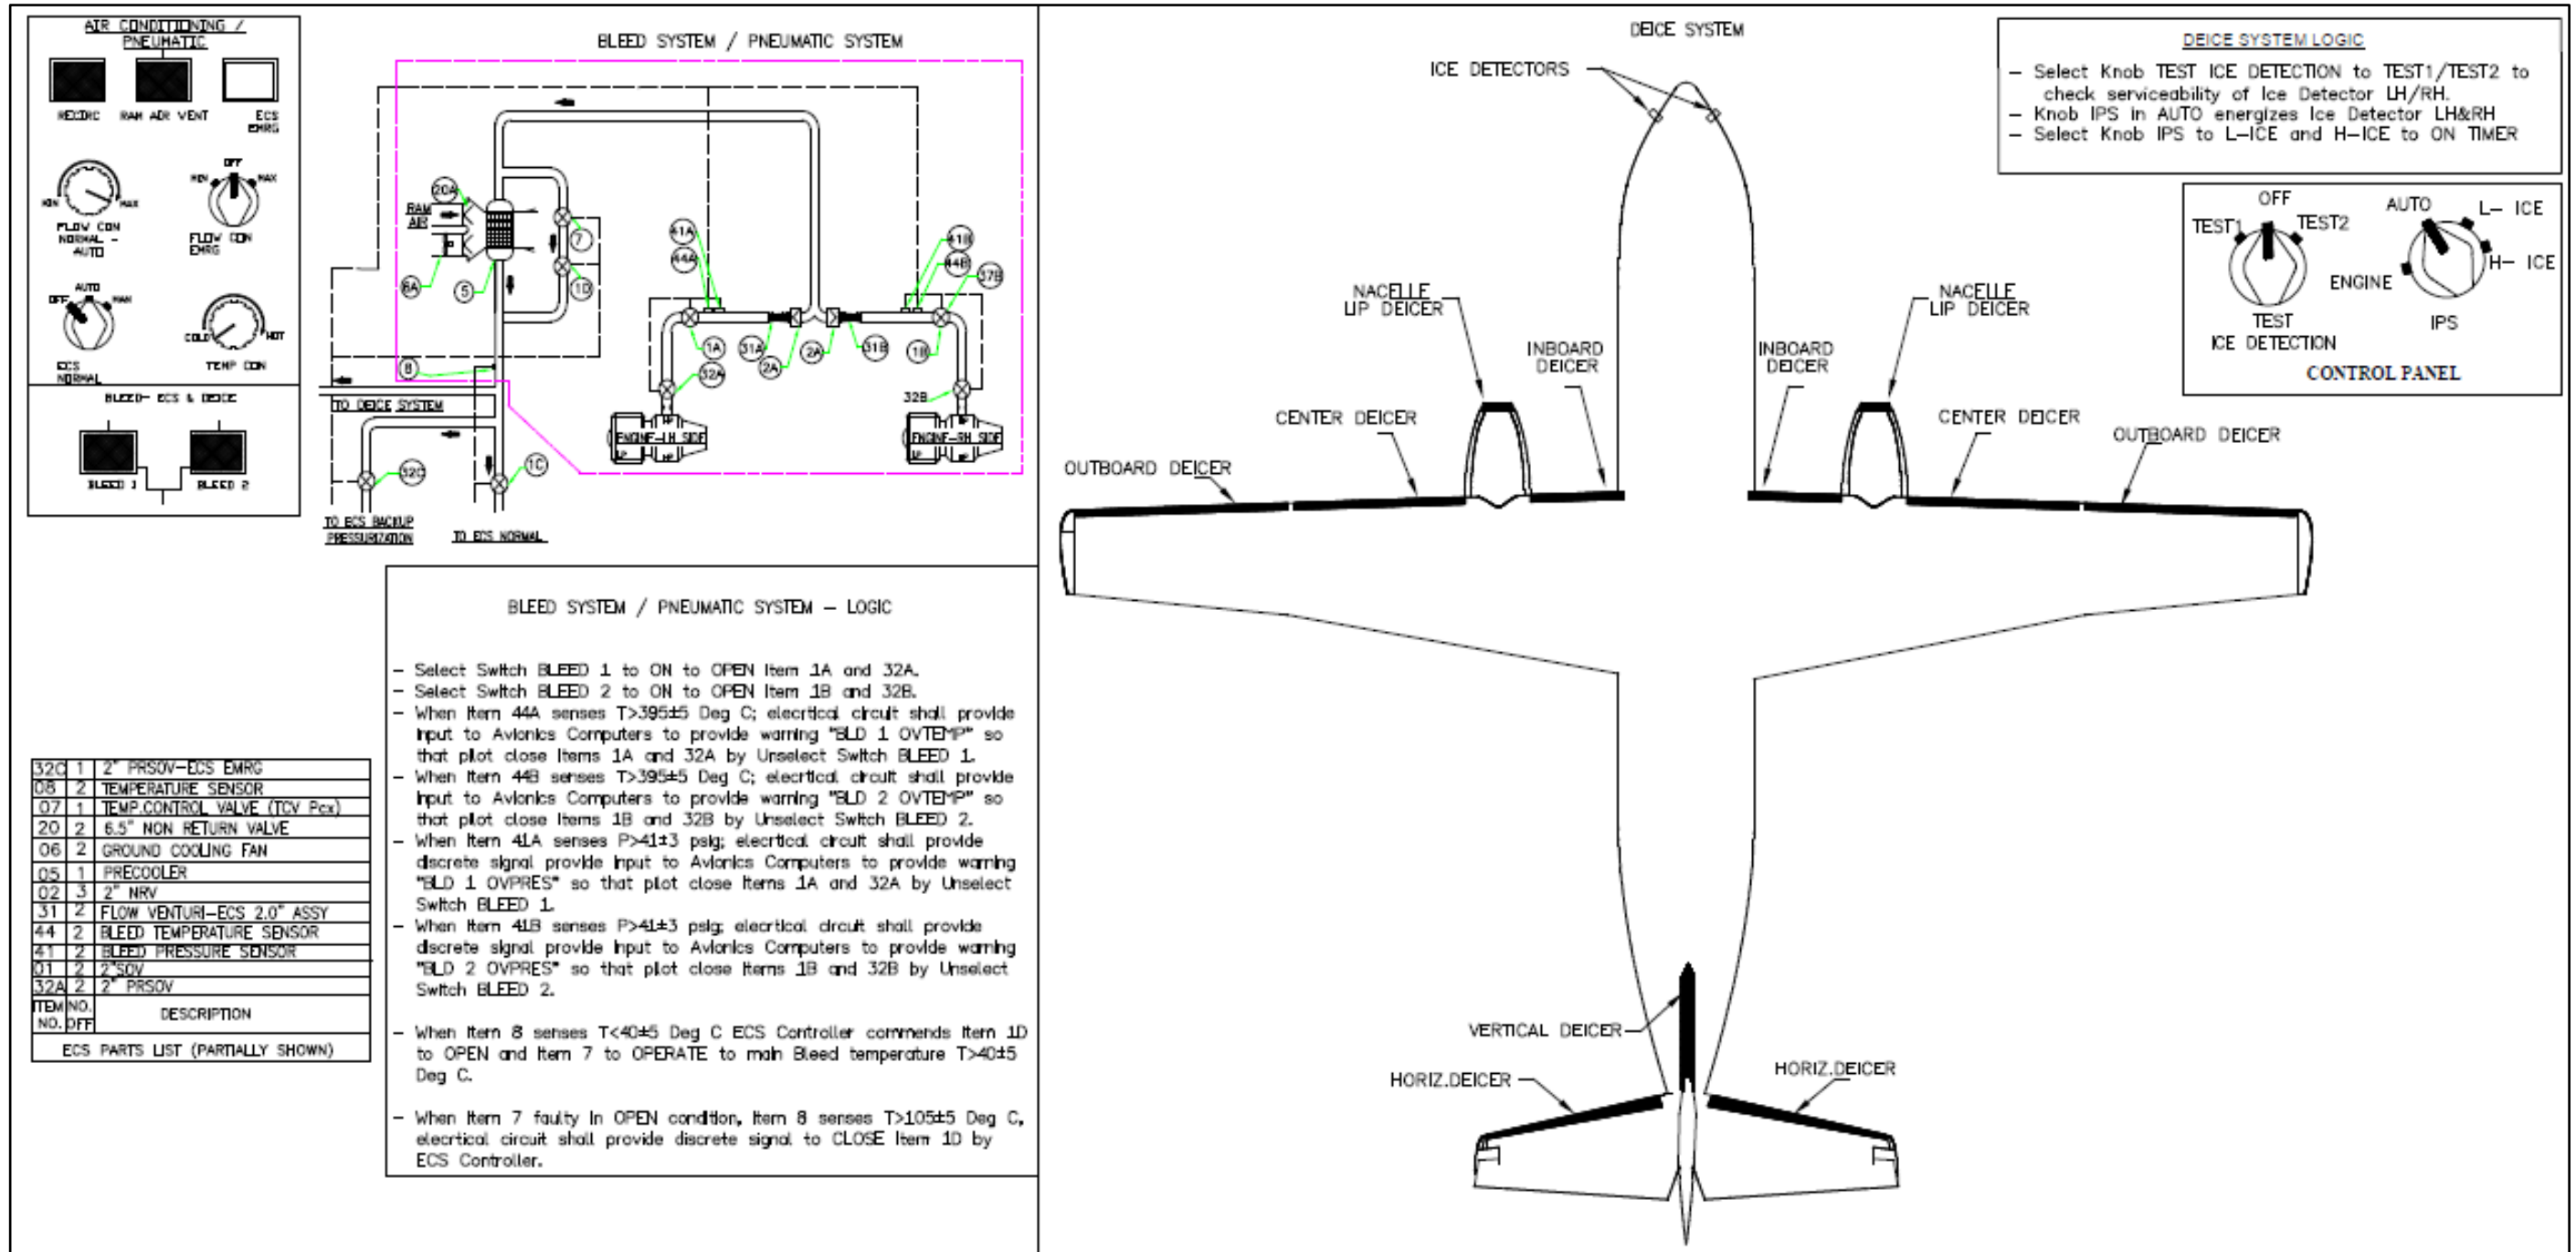 AIR CONDITIONING /
PNEUMATIC
RECIRC
RAM AIR VENT
ECS
EMRG
MIN
MAX
FLOW CON
NORMAL -
AUTO
OFF
MIN
MAX
FLOW CON
EMRG
OFF
AUTO
MAN
ECS
NORMAL
COLD
HOT
TEMP CON
BLEED- ECS & DEICE
BLEED 1
BLEED 2
BLEED SYSTEM / PNEUMATIC SYSTEM
20A
RAM
AIR
6A
5
7
1D
8
41A
44A
41B
44B
37B
1A
31A
2A
2A
31B
1B
32A
32B
ENGINE-LH SIDE
LP
HP
ENGINE-RH SIDE
LP
HP
TO DEICE SYSTEM
32C
1C
TO ECS BACKUP
PRESSURIZATION
TO ECS NORMAL
BLEED SYSTEM / PNEUMATIC SYSTEM – LOGIC
– Select Switch BLEED 1 to ON to OPEN Item 1A and 32A.
– Select Switch BLEED 2 to ON to OPEN Item 1B and 32B.
– When Item 44A senses T>395±5 Deg C; elecrtical circuit shall provide
input to Avionics Computers to provide warning "BLD 1 OVTEMP" so
that pilot close Items 1A and 32A by Unselect Switch BLEED 1.
– When Item 44B senses T>395±5 Deg C; elecrtical circuit shall provide
input to Avionics Computers to provide warning "BLD 2 OVTEMP" so
that pilot close Items 1B and 32B by Unselect Switch BLEED 2.
– When Item 41A senses P>41±3 psig; elecrtical circuit shall provide
discrete signal provide input to Avionics Computers to provide warning
"BLD 1 OVPRES" so that pilot close Items 1A and 32A by Unselect
Switch BLEED 1.
– When Item 41B senses P>41±3 psig; elecrtical circuit shall provide
discrete signal provide input to Avionics Computers to provide warning
"BLD 2 OVPRES" so that pilot close Items 1B and 32B by Unselect
Switch BLEED 2.
– When Item 8 senses T<40±5 Deg C ECS Controller commends Item 1D
to OPEN and Item 7 to OPERATE to main Bleed temperature T>40±5
Deg C.
– When Item 7 faulty in OPEN condition, Item 8 senses T>105±5 Deg C,
elecrtical circuit shall provide discrete signal to CLOSE Item 1D by
ECS Controller.
32C 1 2" PRSOV-ECS EMRG
08 2 TEMPERATURE SENSOR
07 1 TEMP.CONTROL VALVE (TCV Pcx)
20 2 6.5" NON RETURN VALVE
06 2 GROUND COOLING FAN
05 1 PRECOOLER
02 3 2" NRV
31 2 FLOW VENTURI-ECS 2.0" ASSY
44 2 BLEED TEMPERATURE SENSOR
41 2 BLEED PRESSURE SENSOR
01 2 2"SOV
32A 2 2" PRSOV
ITEM NO. NO. OFF DESCRIPTION
ECS PARTS LIST (PARTIALLY SHOWN)
DEICE SYSTEM
ICE DETECTORS
NACELLE
LIP DEICER
NACELLE
LIP DEICER
INBOARD
DEICER
INBOARD
DEICER
CENTER DEICER
CENTER DEICER
OUTBOARD DEICER
OUTBOARD DEICER
VERTICAL DEICER
HORIZ.DEICER
HORIZ.DEICER
DEICE SYSTEM LOGIC
– Select Knob TEST ICE DETECTION to TEST1/TEST2 to
check serviceability of Ice Detector LH/RH.
– Knob IPS in AUTO energizes Ice Detector LH&RH
– Select Knob IPS to L–ICE and H–ICE to ON TIMER
OFF
TEST1
TEST2
TEST
ICE DETECTION
AUTO
L– ICE
H– ICE
ENGINE
IPS
CONTROL PANEL